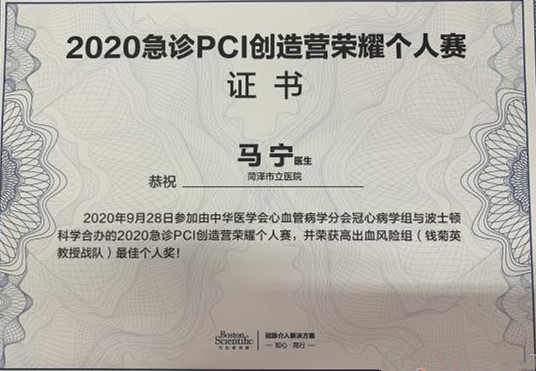 2020急诊PCI创造营荣耀个人赛
证书
马宁医生
菏泽市立医院
恭祝
2020年9月28日参加由中华医学会心血管病学分会冠心病学组与波士顿
科学合办的2020急诊PCI创造营荣耀个人赛，并荣获高出血风险组（钱菊英
教授战队）最佳个人奖！
Boston
Scientific
冠脉介入解决方案
知心·同行